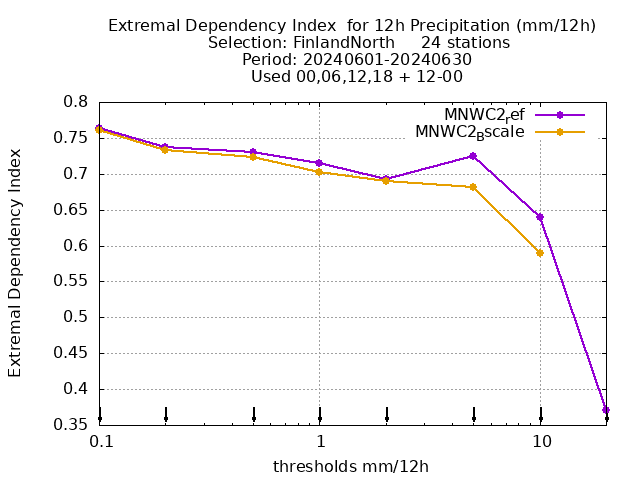 Extremal Dependency Index  for 12h Precipitation (mm/12h)
Selection: FinlandNorth     24 stations
Period: 20240601-20240630
Used 00,06,12,18 + 12-00
MNWC2ref
MNWC2Bscale
Extremal Dependency Index
0.8
0.75
0.7
0.65
0.6
0.55
0.5
0.45
0.4
0.35
0.1 1 10
thresholds mm/12h